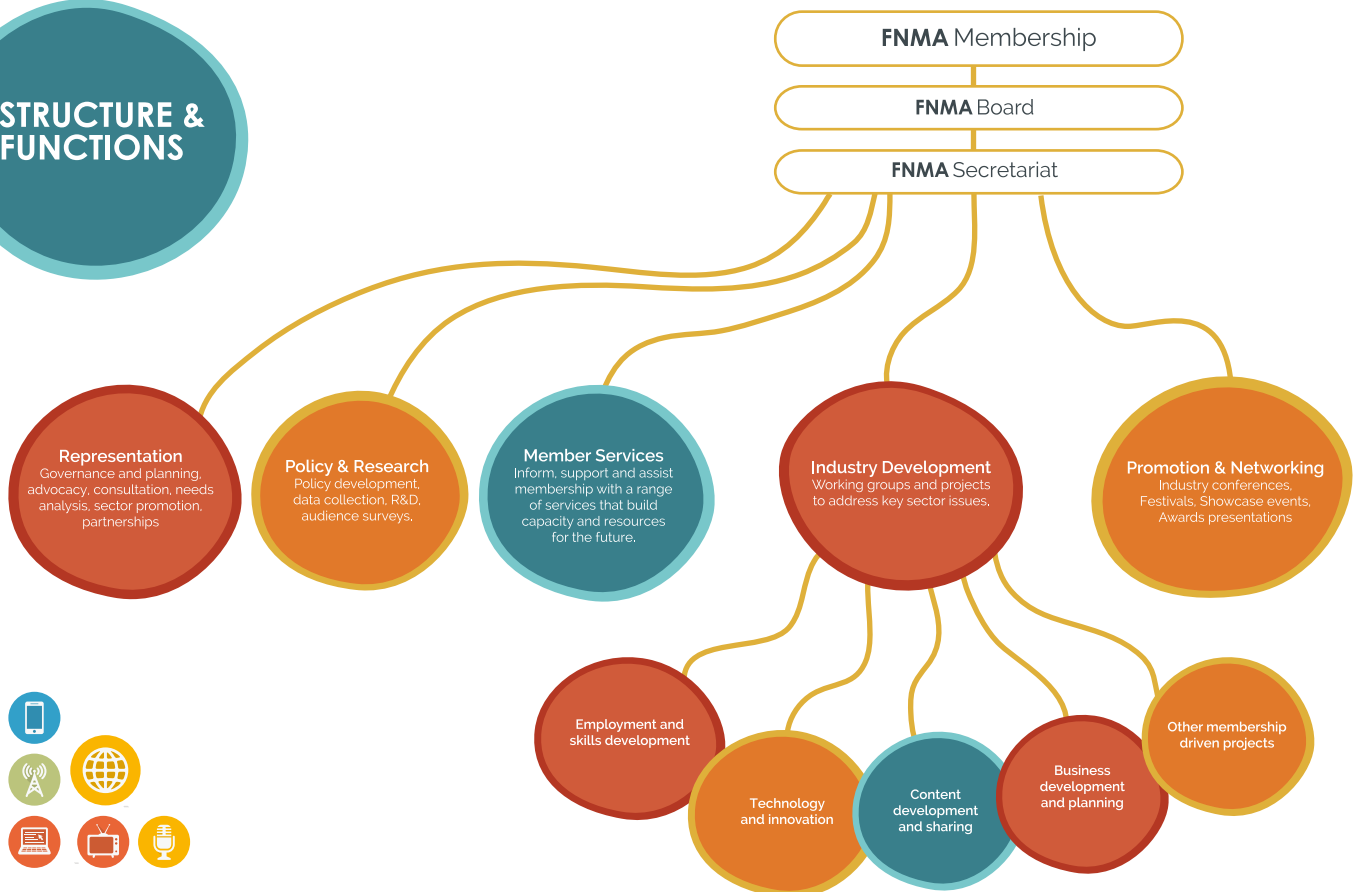 STRUCTURE &
FUNCTIONS
FNMA Membership
FNMA Board
FNMA Secretariat
Representation
Governance and planning,
advocacy, consultation, needs
analysis, sector promotion,
partnerships
Policy & Research
Policy development,
data collection, R&D,
audience surveys.
Member Services
Inform, support and assist
membership with a range
of services that build
capacity and resources
for the future.
Industry Development
Working groups and projects
to address key sector issues.
Promotion & Networking
Industry conferences,
Festivals, Showcase events,
Awards presentations
Employment and
skills development
Technology
and innovation
Content
development
and sharing
Business
development
and planning
Other membership
driven projects